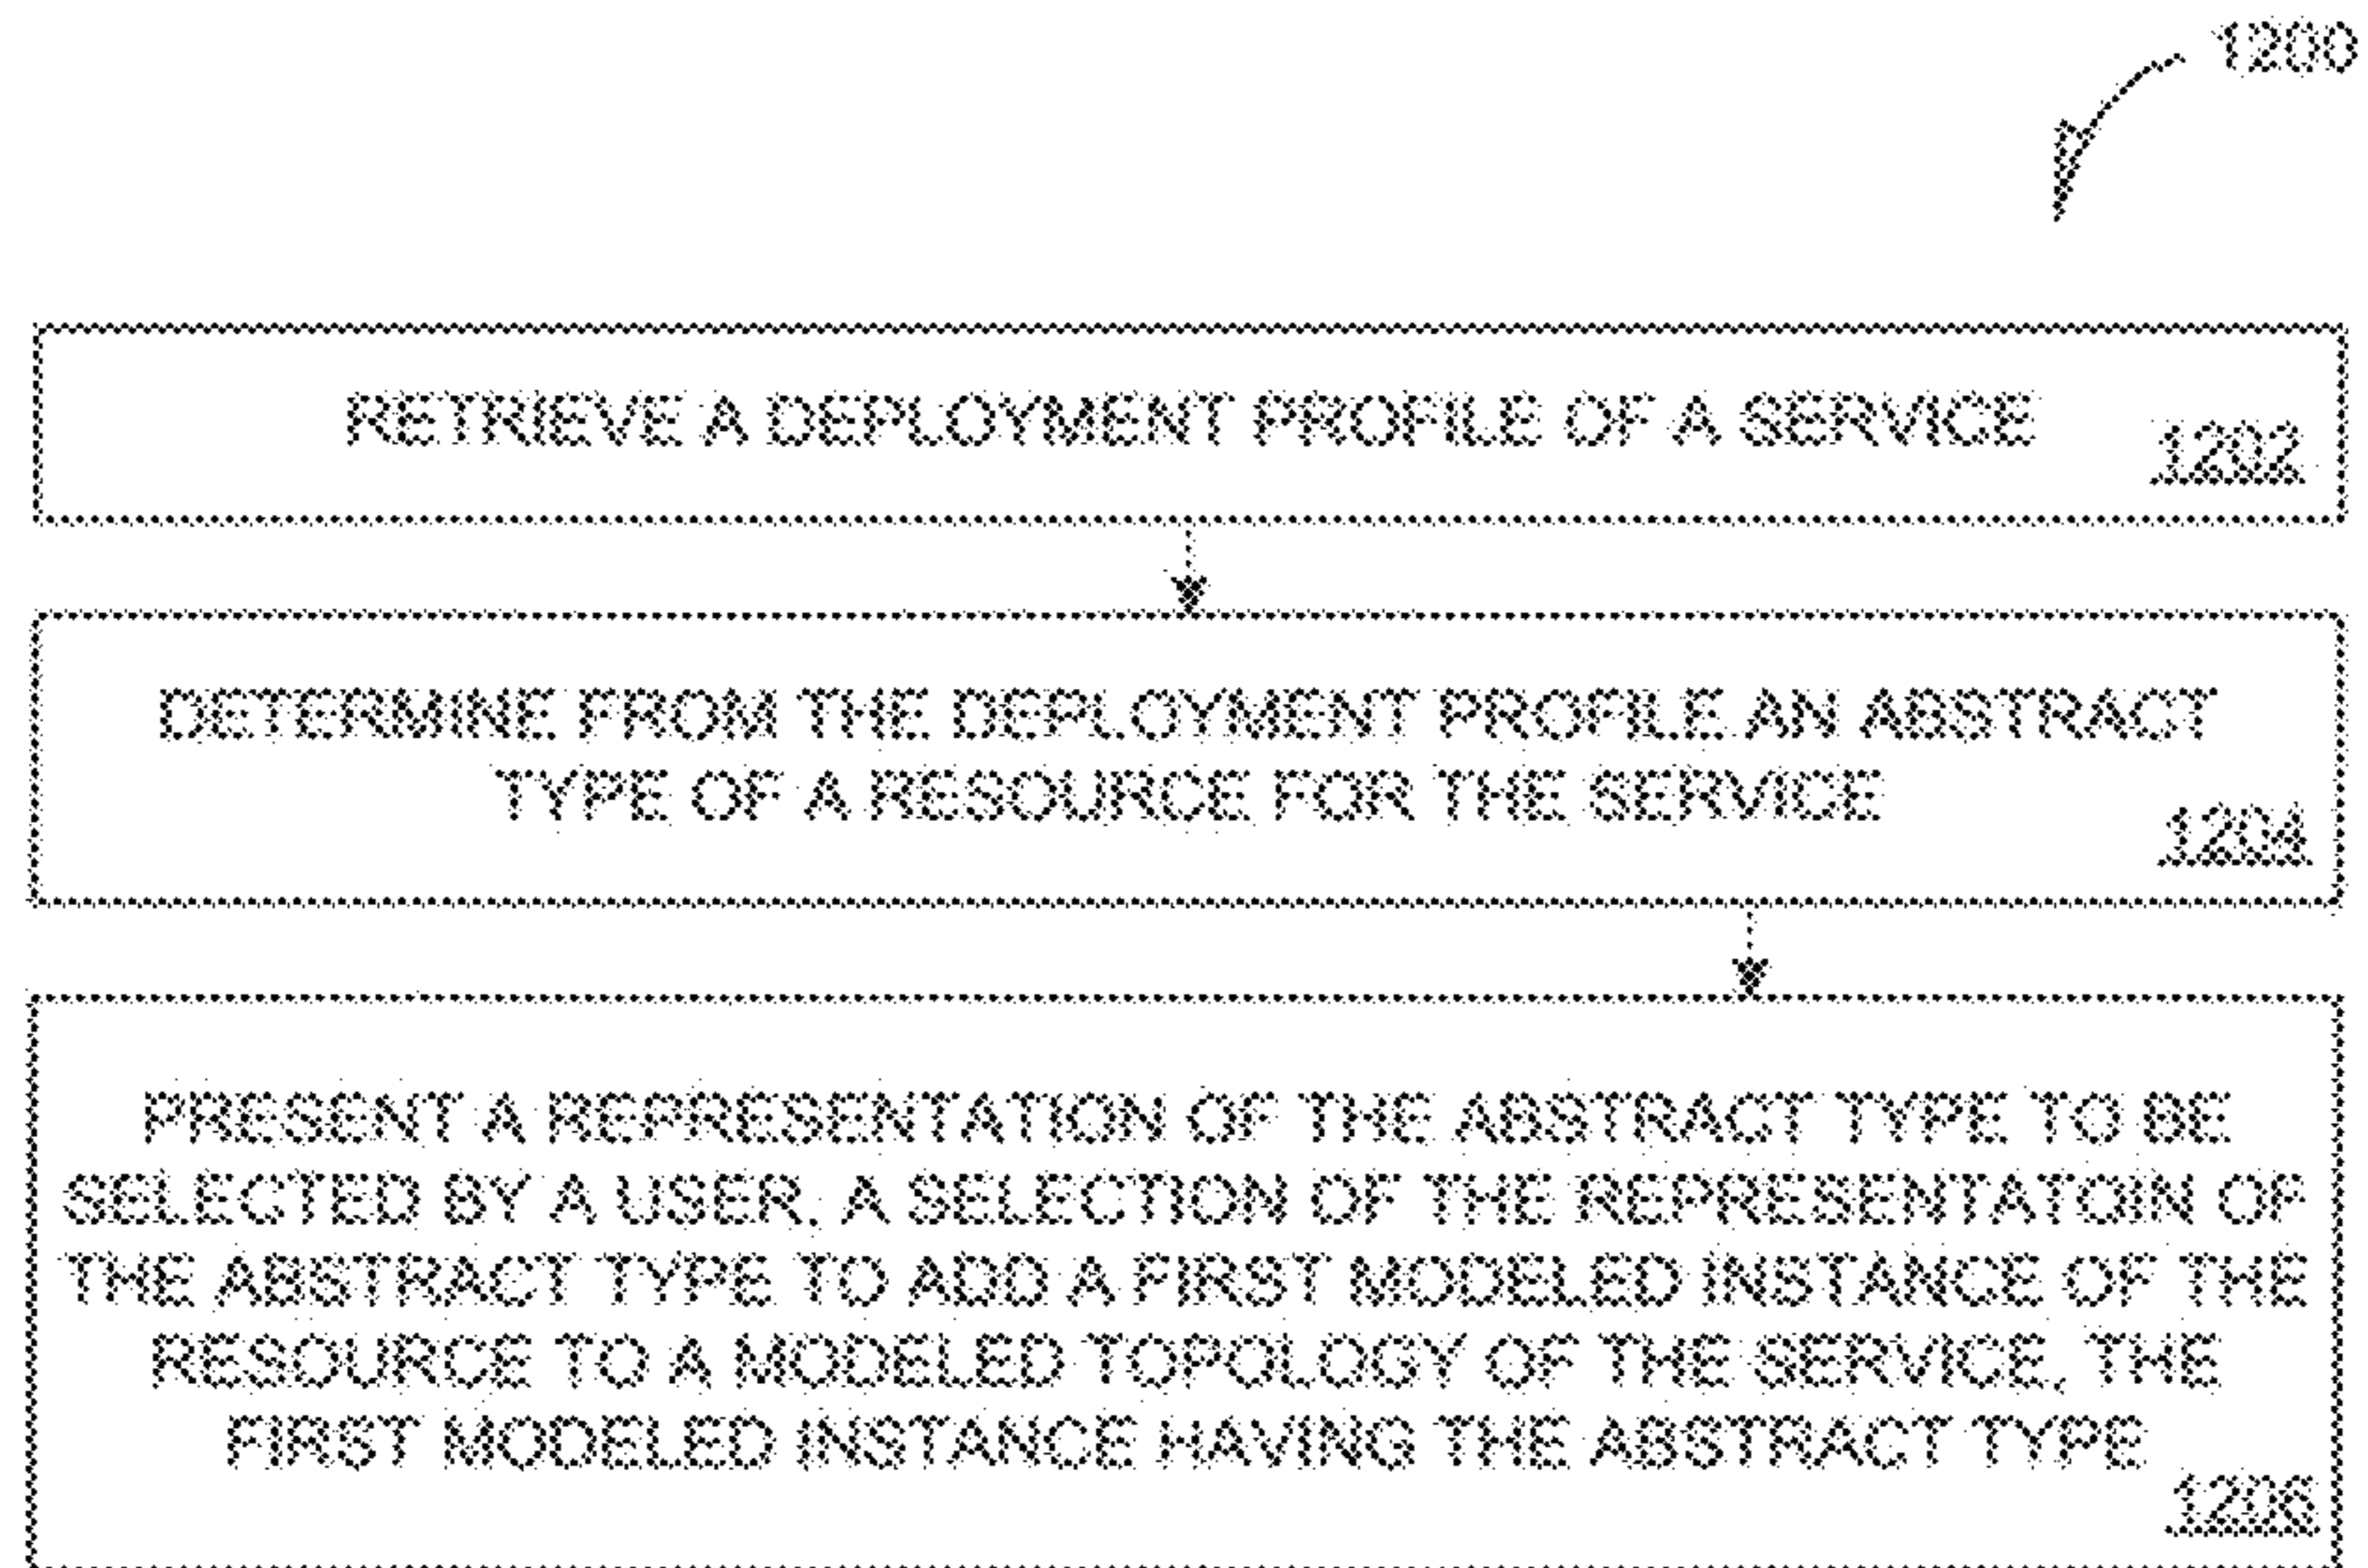 1200
RETRIEVE A DEPLOYMENT PROFILE OF A SERVICE
1202
DETERMINE FROM THE DEPLOYMENT PROFILE AN ABSTRACT
TYPE OF A RESOURCE FOR THE SERVICE
1204
PRESENT A REPRESENTATION OF THE ABSTRACT TYPE TO BE
SELECTED BY A USER, A SELECTION OF THE REPRESENTATOIN OF
THE ABSTRACT TYPE TO ADD A FIRST MODELED INSTANCE OF THE
RESOURCE TO A MODELED TOPOLOGY OF THE SERVICE, THE
FIRST MODELED INSTANCE HAVING THE ABSTRACT TYPE
1206